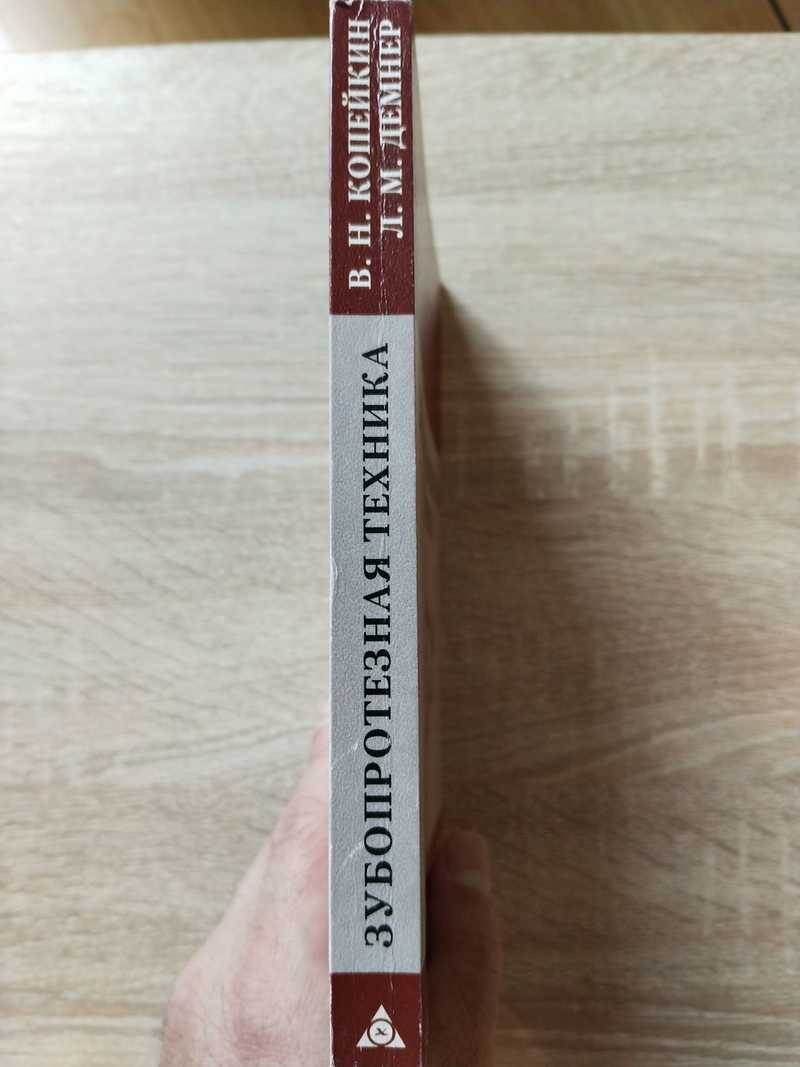 В. Н. КОПЕЙКИН
Л. М. ДЕМНЕР
ЗУБОПРОТЕЗНАЯ ТЕХНИКА
Х